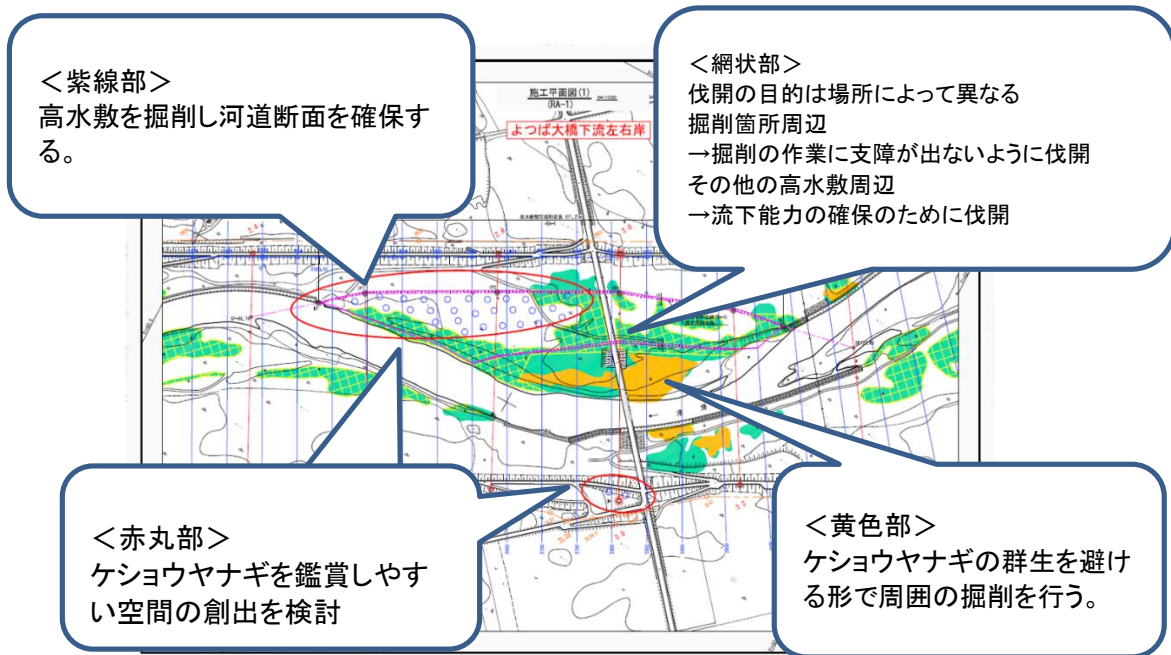 ＜紫線部＞
高水敷を掘削し河道断面を確保す
る。
＜網状部＞
伐開の目的は場所によって異なる
掘削箇所周辺
→掘削の作業に支障が出ないように伐開
その他の高水敷周辺
→流下能力の確保のために伐開
施工平面図(1)
(RA-1)
よつば大橋下流左右岸
＜赤丸部＞
ケショウヤナギを鑑賞しやす
い空間の創出を検討
＜黄色部＞
ケショウヤナギの群生を避け
る形で周囲の掘削を行う。